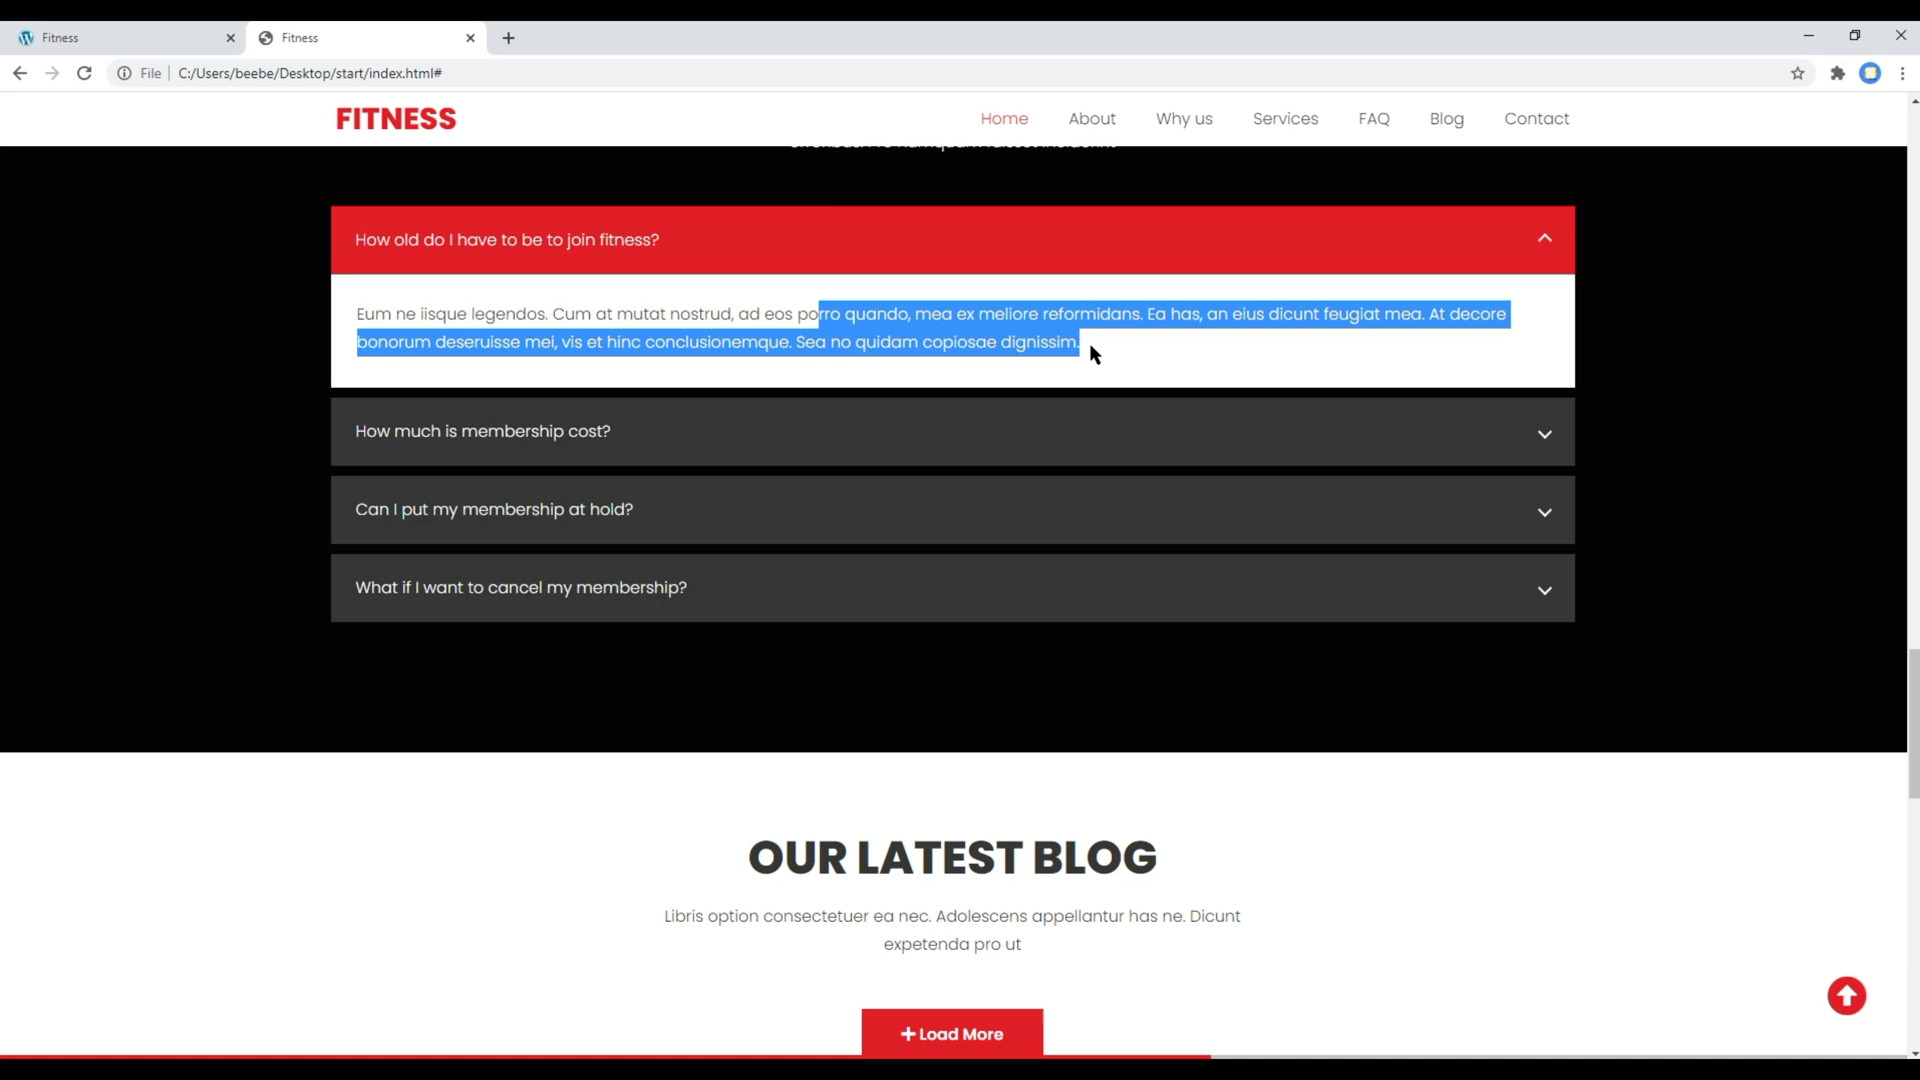 Fitness
Fitness
File
C:/Users/beebe/Desktop/start/index.html#
FITNESS
Home
About
Why us
Services
FAQ
Blog
Contact
How old do I have to be to join fitness?
Eum ne iisque legendos. Cum at mutat nostrud, ad eos porro quando, mea ex meliore reformidans. Ea has, an eius dicunt feugiat mea. At decore
bonorum deseruisse mei, vis et hinc conclusionemque. Sea no quidam copiosae dignissim.
How much is membership cost?
Can I put my membership at hold?
What if I want to cancel my membership?
OUR LATEST BLOG
Libris option consectetuer ea nec. Adolescens appellantur has ne. Dicunt
expetenda pro ut
Load More